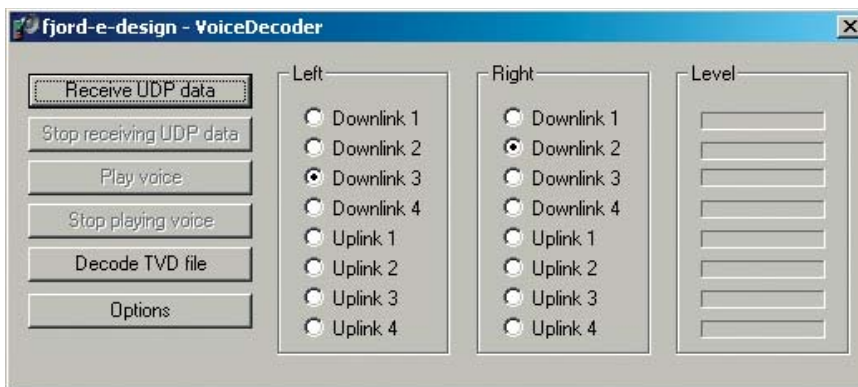 fjord-e-design - VoiceDecoder
Receive UDP data
Stop receiving UDP data
Play voice
Stop playing voice
Decode TVD file
Options
Left
Downlink 1
Downlink 2
Downlink 3
Downlink 4
Uplink 1
Uplink 2
Uplink 3
Uplink 4
Right
Downlink 1
Downlink 2
Downlink 3
Downlink 4
Uplink 1
Uplink 2
Uplink 3
Uplink 4
Level